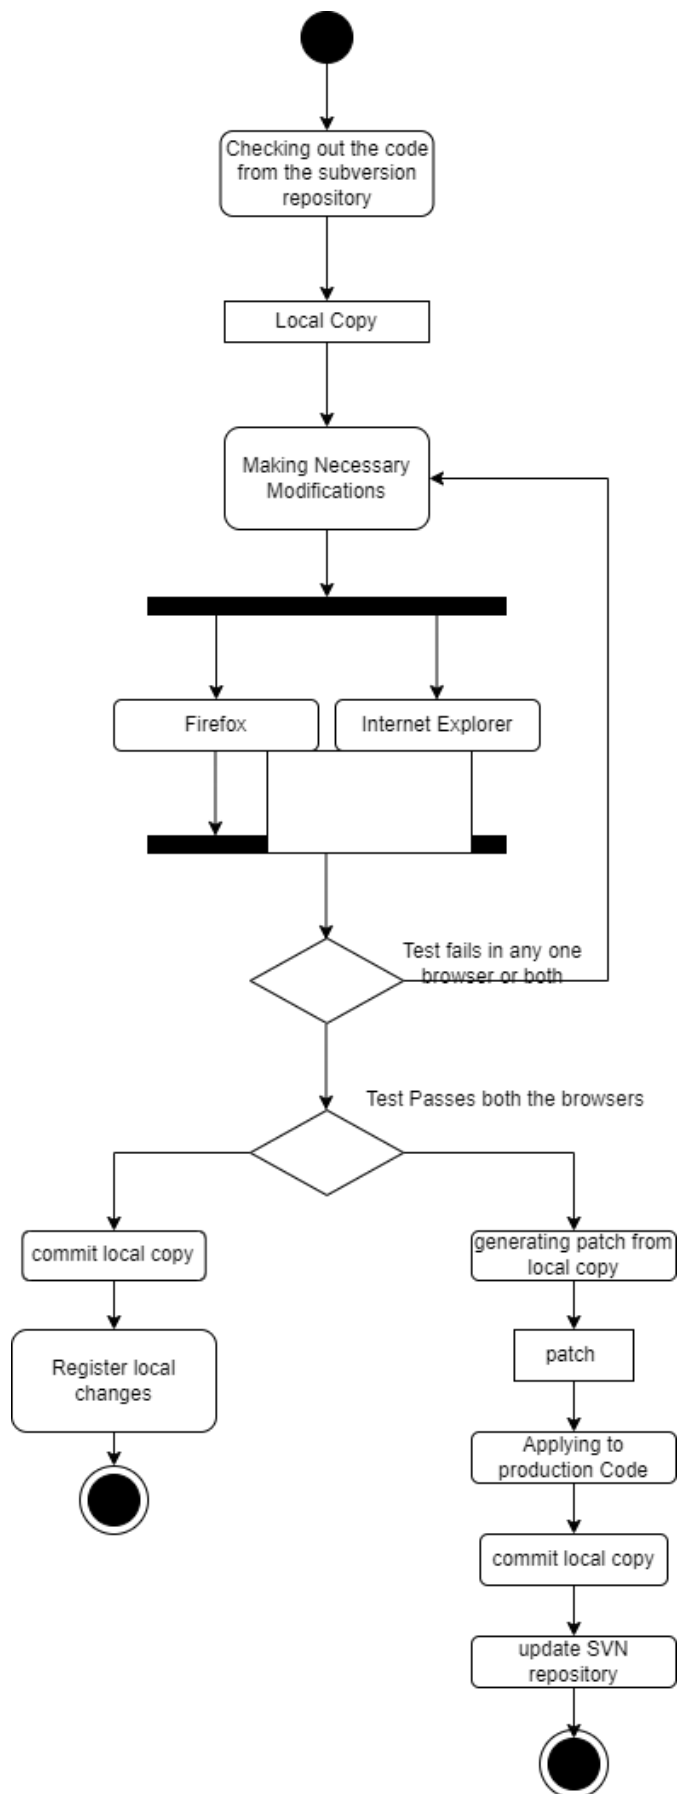 Checking out the code
from the subversion
repository
Local Copy
Making Necessary
Modifications
Firefox
Internet Explorer
Test fails in any one
browser or both
Test Passes both the browsers
commit local copy
generating patch from
local copy
Register local
changes
patch
Applying to
production Code
commit local copy
update SVN
repository